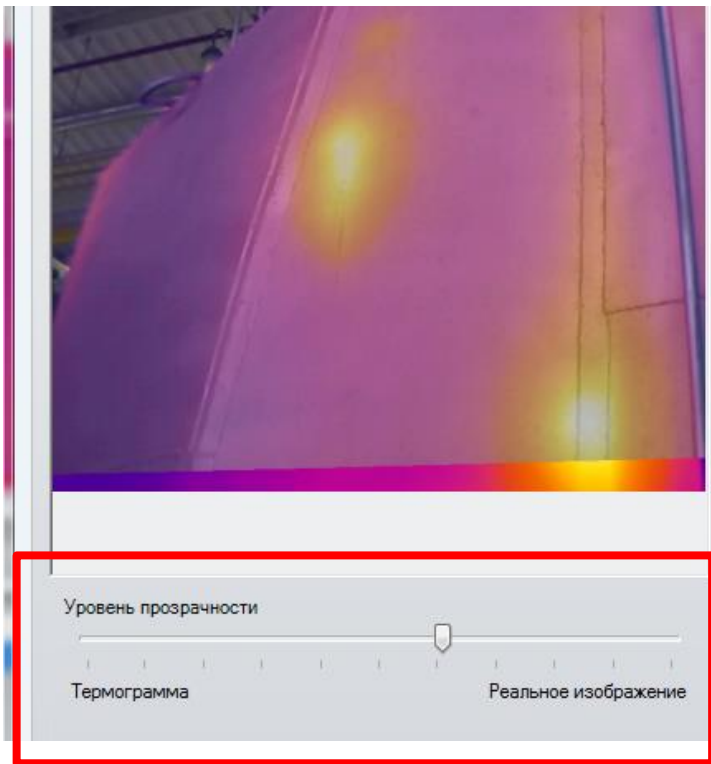 Уровень прозрачности
Термограмма
Реальное изображение